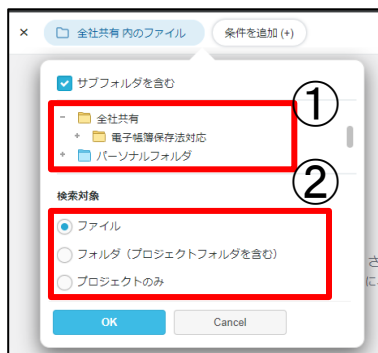 × 全社共有 内のファイル 条件を追加 (+)
サブフォルダを含む
①
- 全社共有
+ 電子帳簿保存法対応
+ パーソナルフォルダ
②
検索対象
ファイル
フォルダ（プロジェクトフォルダを含む）
プロジェクトのみ
さ
に
OK Cancel